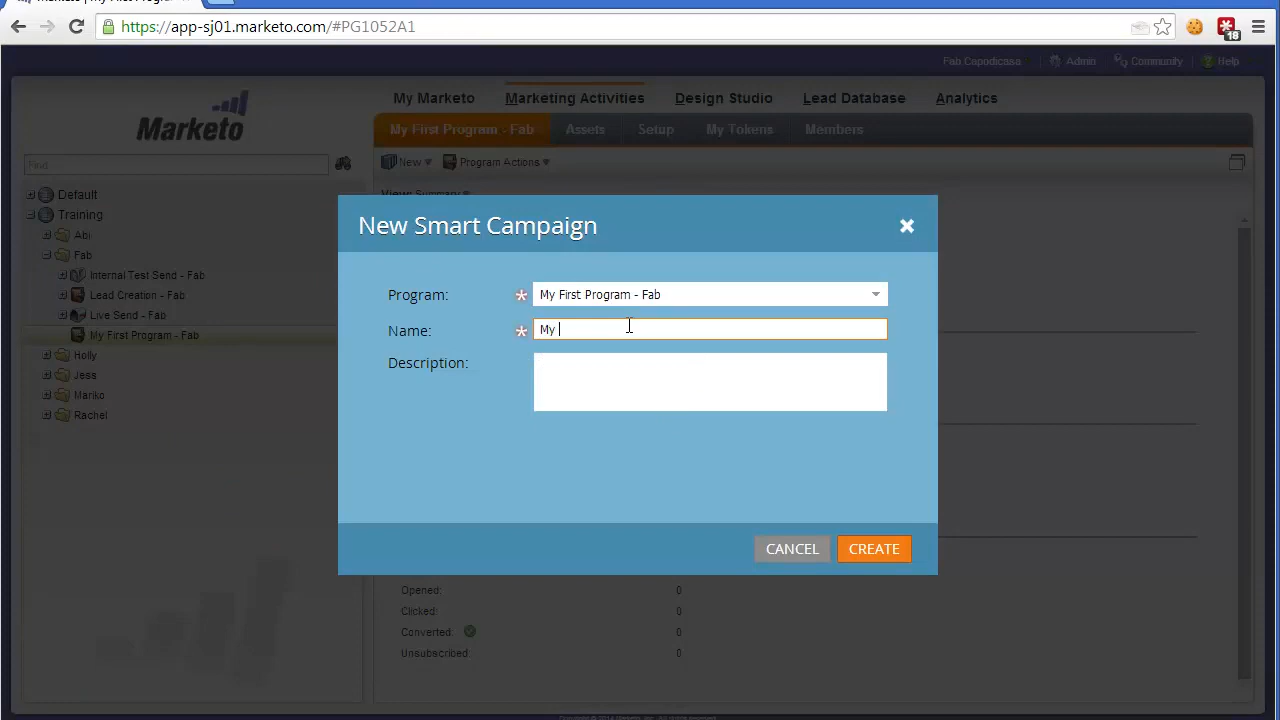 https://app-sj01.marketo.com/#PG1052A1
18
Fab Capodicasa
Admin
Community
Help
Marketo
My Marketo
Marketing Activities
Design Studio
Lead Database
Analytics
My First Program - Fab
Assets
Setup
My Tokens
Members
Find
New
Program Actions
View: Summary
Default
Training
Abi
Fab
Internal Test Send - Fab
Lead Creation - Fab
Live Send - Fab
My First Program - Fab
Holly
Jess
Mariko
Rachel
New Smart Campaign
Program: * My First Program - Fab
Name: * My
Description:
CANCEL CREATE
Opened: 0
Clicked: 0
Converted: 0
Unsubscribed: 0